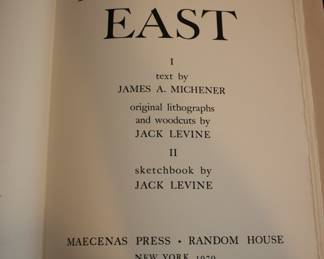 EAST
I
text by
JAMES A. MICHENER
original lithographs
and woodcuts by
JACK LEVINE
II
sketchbook by
JACK LEVINE
MAECENAS PRESS • RANDOM HOUSE
NEW YORK 1970